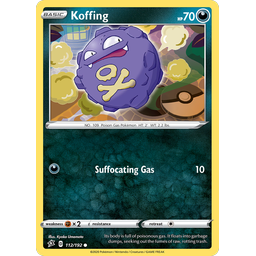 BASIC
Koffing
HP 70
NO. 109 Poison Gas Pokémon HT: 2' WT: 2.2 lbs.
Suffocating Gas 10
weakness ×2 resistance retreat
Illus. Kyoko Umemoto
112/192
Its body is full of poisonous gas. It floats into garbage
dumps, seeking out the fumes of raw, rotting trash.
©2020 Pokémon / Nintendo / Creatures / GAME FREAK